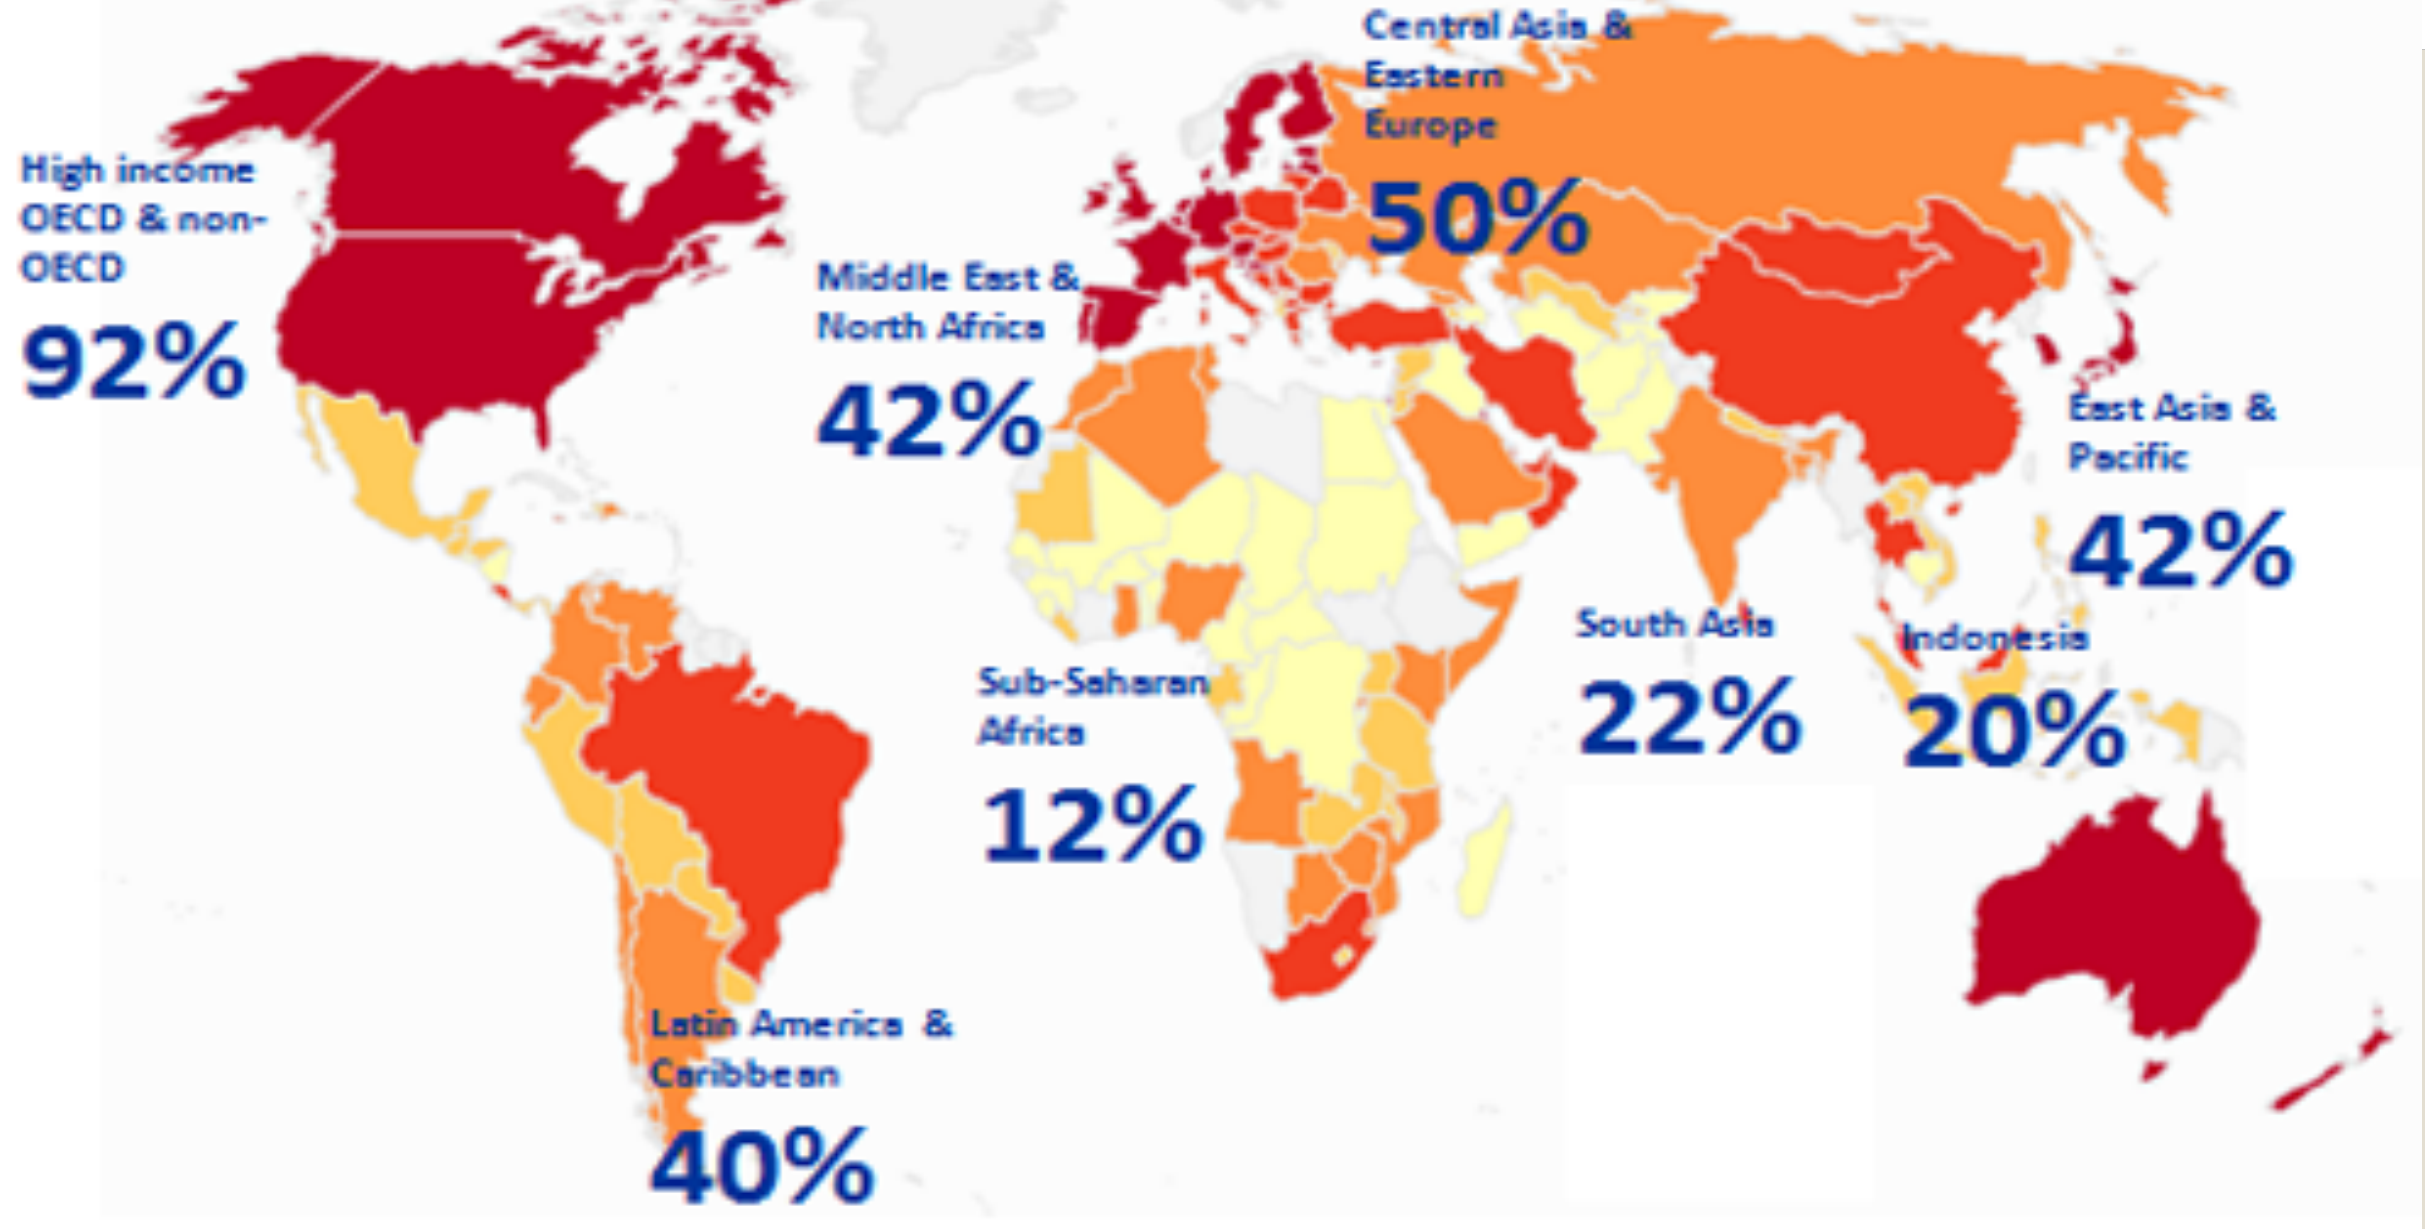 Central Asia &
Eastern
Europe
50%
High income
OECD & non-
OECD
92%
Middle East &
North Africa
42%
East Asia &
Pacific
42%
South Asia
22%
Indonesia
20%
Sub-Saharan
Africa
12%
Latin America &
Caribbean
40%